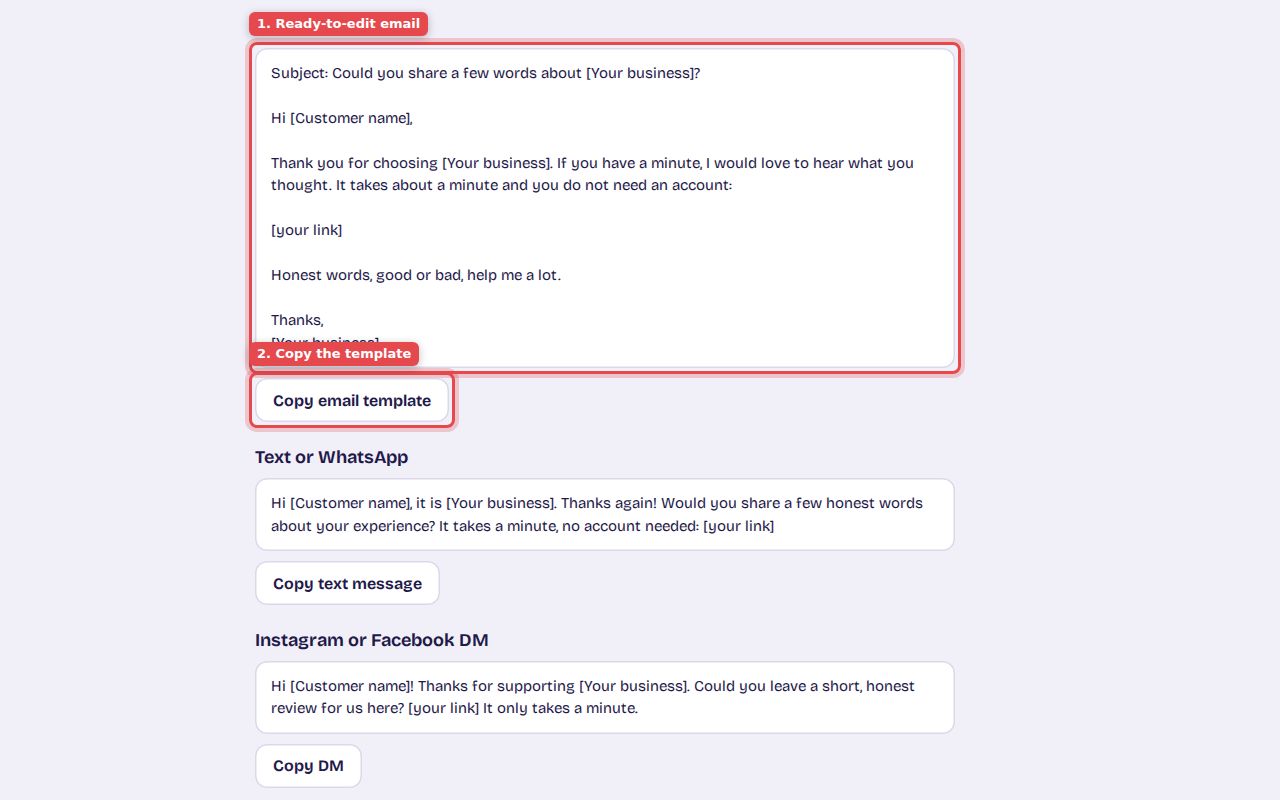 1. Ready-to-edit email
Subject: Could you share a few words about [Your business]?
Hi [Customer name],
Thank you for choosing [Your business]. If you have a minute, I would love to hear what you
thought. It takes about a minute and you do not need an account:
[your link]
Honest words, good or bad, help me a lot.
Thanks,
[Your business]
2. Copy the template
Copy email template
Text or WhatsApp
Hi [Customer name], it is [Your business]. Thanks again! Would you share a few honest words
about your experience? It takes a minute, no account needed: [your link]
Copy text message
Instagram or Facebook DM
Hi [Customer name]! Thanks for supporting [Your business]. Could you leave a short, honest
review for us here? [your link] It only takes a minute.
Copy DM